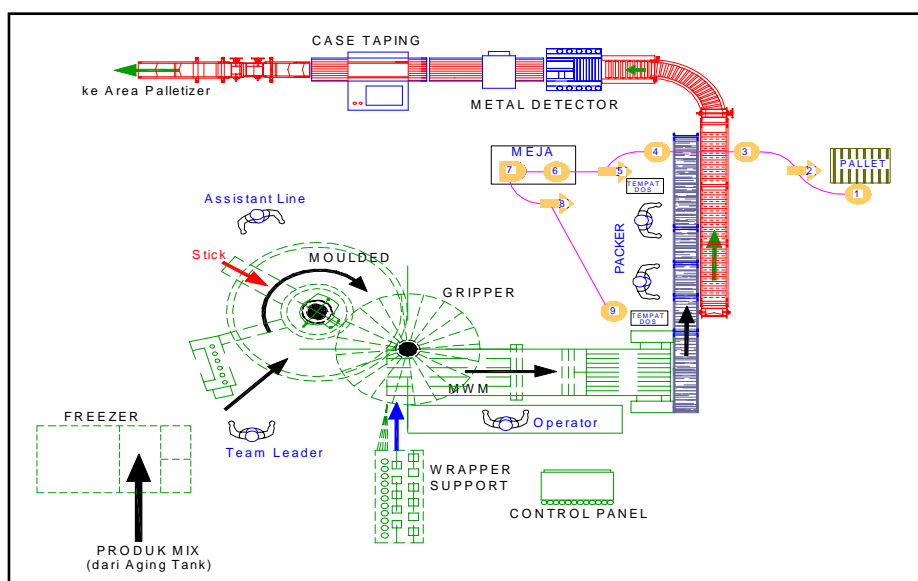 CASE TAPING
ke Area Palletizer
METAL DETECTOR
MEJA
7
6
5
4
3
2
PALLET
1
8
TEMPAT
DOS
Assistant Line
PACKER
Stick
MOULDED
GRIPPER
9
TEMPAT
DOS
MWM
FREEZER
Team Leader
Operator
WRAPPER
SUPPORT
CONTROL PANEL
PRODUK MIX
(dari Aging Tank)